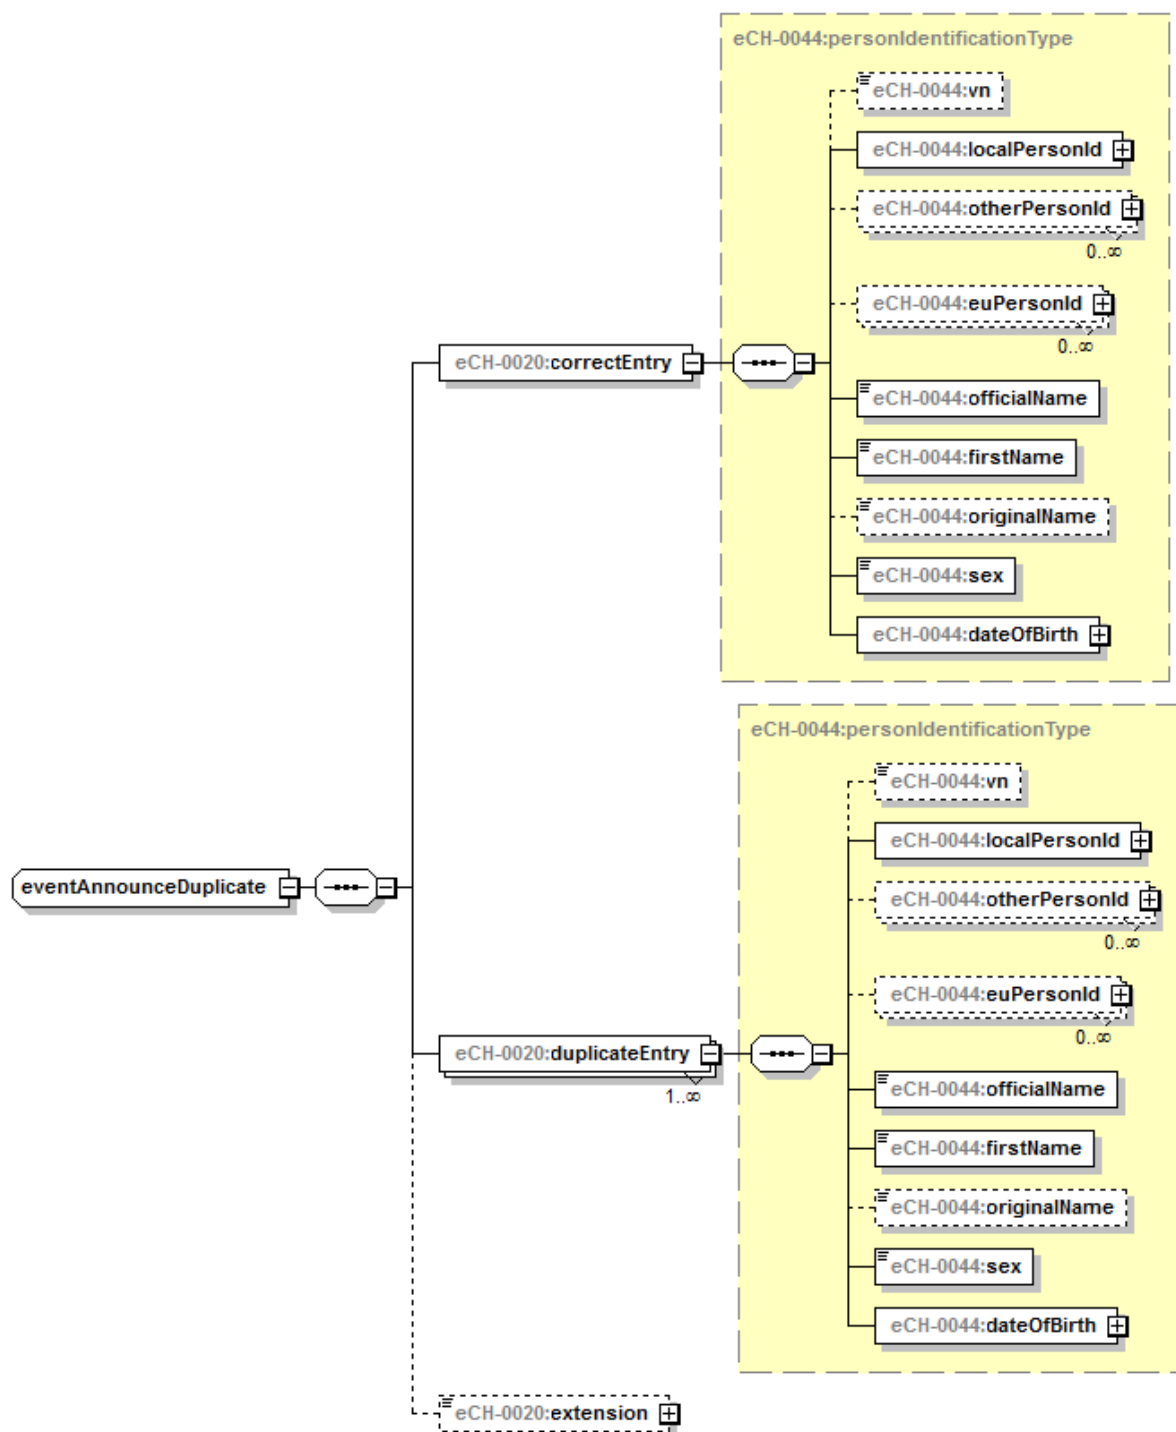 eCH-0044:personIdentificationType
eCH-0044:vn
eCH-0044:localPersonId
eCH-0044:otherPersonId
0..∞
eCH-0044:euPersonId
0..∞
eCH-0020:correctEntry
eCH-0044:officialName
eCH-0044:firstName
eCH-0044:originalName
eCH-0044:sex
eCH-0044:dateOfBirth
eCH-0044:personIdentificationType
eCH-0044:vn
eCH-0044:localPersonId
eventAnnounceDuplicate
eCH-0044:otherPersonId
0..∞
eCH-0044:euPersonId
0..∞
eCH-0020:duplicateEntry
1..∞
eCH-0044:officialName
eCH-0044:firstName
eCH-0044:originalName
eCH-0044:sex
eCH-0044:dateOfBirth
eCH-0020:extension